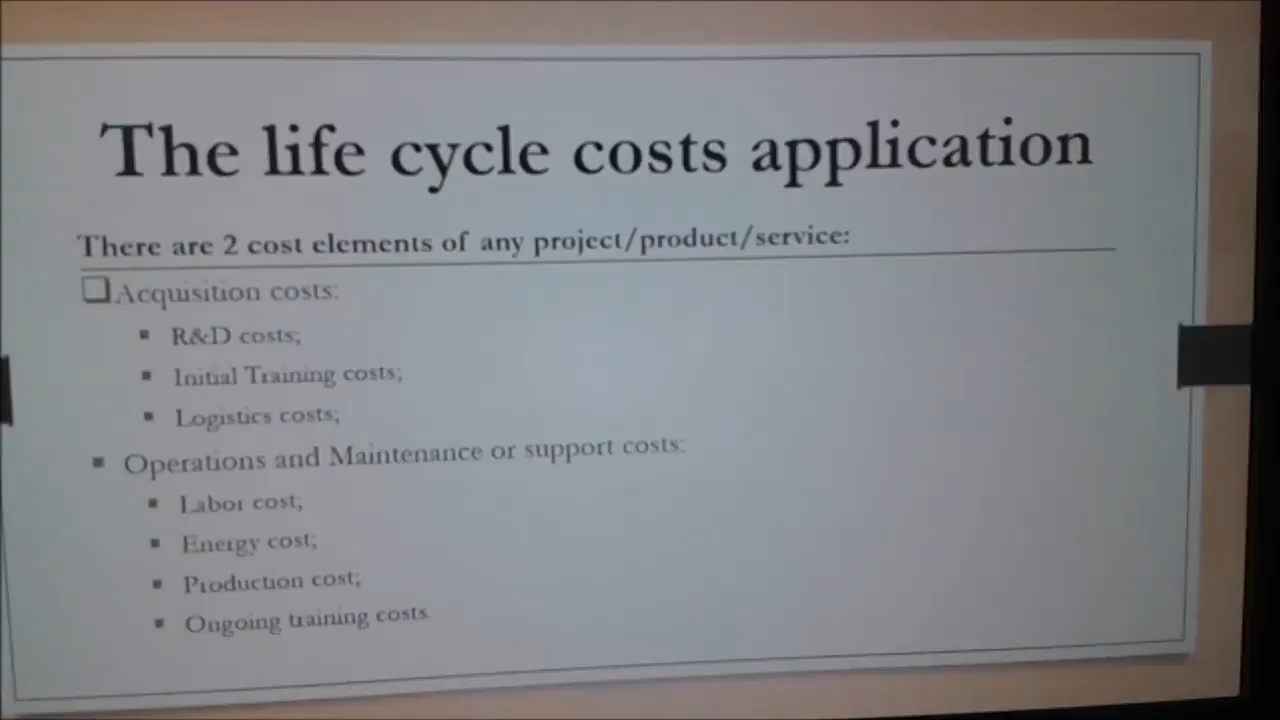 The life cycle costs application
There are 2 cost elements of any project/product/service:
Acquisition costs:
R&D costs;
Initial Training costs;
Logistics costs;
Operations and Maintenance or support costs:
Labor cost;
Energy cost;
Production cost;
Ongoing training costs.